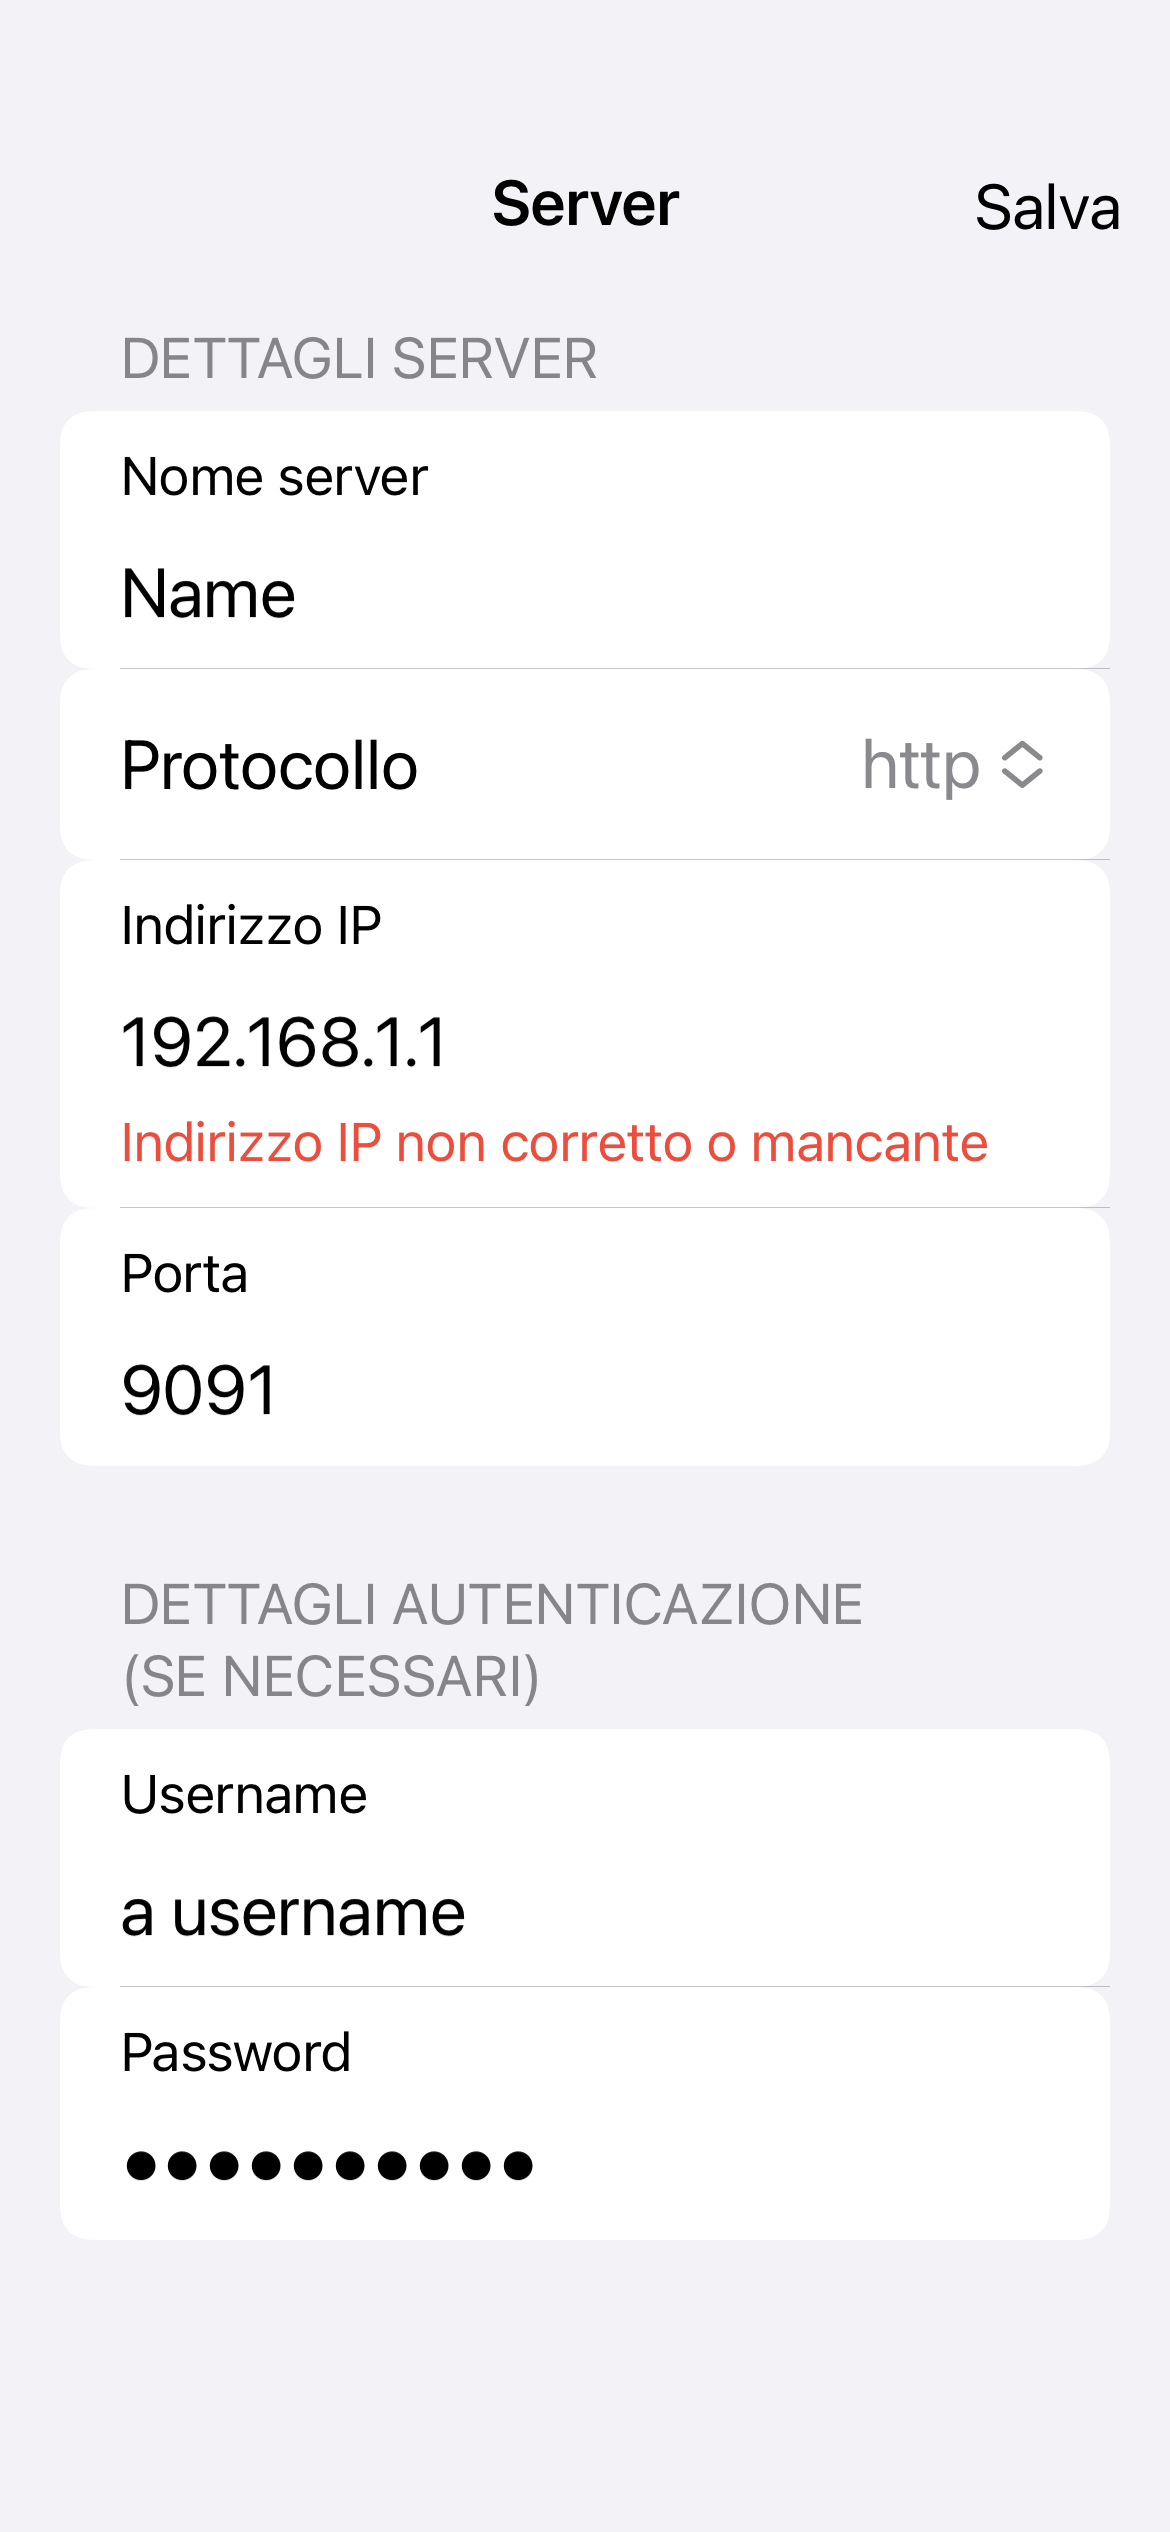 Server
Salva
DETTAGLI SERVER
Nome server
Name
Protocollo
http
Indirizzo IP
192.168.1.1
Indirizzo IP non corretto o mancante
Porta
9091
DETTAGLI AUTENTICAZIONE
(SE NECESSARI)
Username
a username
Password
••••••••••